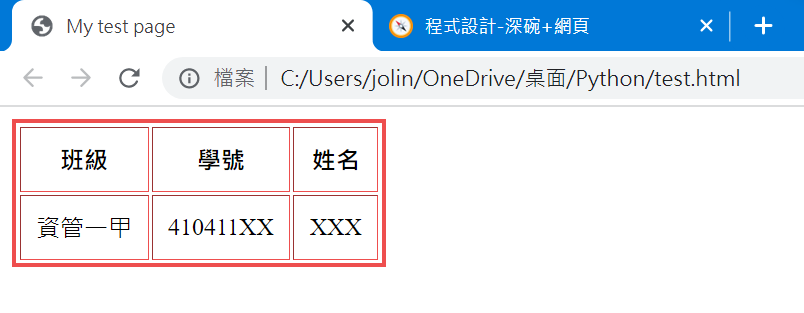 My test page
程式設計-深碗+網頁
檔案 C:/Users/jolin/OneDrive/桌面/Python/test.html
班級 學號 姓名
資管一甲 410411XX XXX